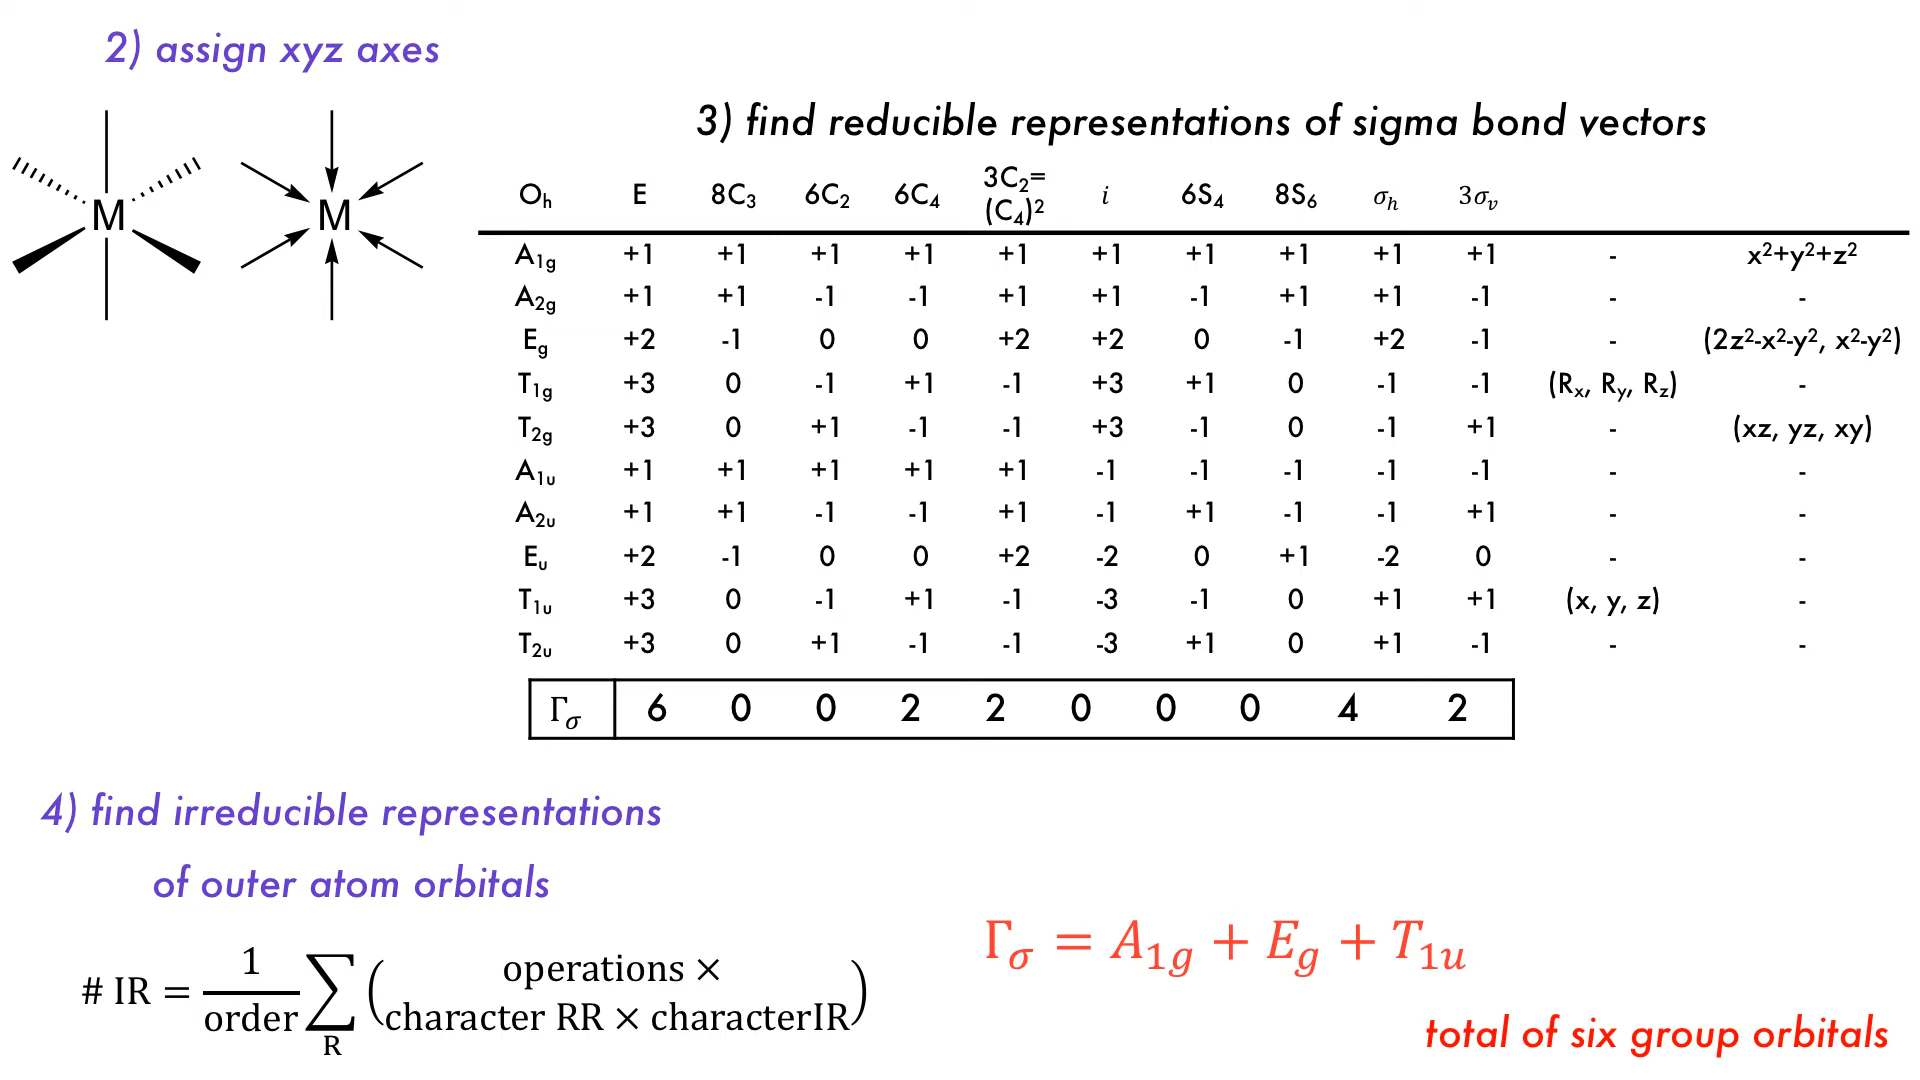 2) assign xyz axes
M
M
3) find reducible representations of sigma bond vectors
Oₕ E 8C₃ 6C₂ 6C₄ 3C₂=(C₄)² i 6S₄ 8S₆ σₕ 3σᵥ
A₁g +1 +1 +1 +1 +1 +1 +1 +1 +1 +1 - x²+y²+z²
A₂g +1 +1 -1 -1 +1 +1 -1 +1 +1 -1 - -
Eg +2 -1 0 0 +2 +2 0 -1 +2 -1 - (2z²-x²-y², x²-y²)
T₁g +3 0 -1 +1 -1 +3 +1 0 -1 -1 (Rₓ, Ry, Rz) -
T₂g +3 0 +1 -1 -1 +3 -1 0 -1 +1 - (xz, yz, xy)
A₁ᵤ +1 +1 +1 +1 +1 -1 -1 -1 -1 -1 - -
A₂ᵤ +1 +1 -1 -1 +1 -1 +1 -1 -1 +1 - -
Eᵤ +2 -1 0 0 +2 -2 0 +1 -2 0 - -
T₁ᵤ +3 0 -1 +1 -1 -3 -1 0 +1 +1 (x, y, z) -
T₂ᵤ +3 0 +1 -1 -1 -3 +1 0 +1 -1 - -
Γσ 6 0 0 2 2 0 0 0 4 2
4) find irreducible representations
of outer atom orbitals
# IR = 1/order ∑R (operations × character RR × characterIR)
Γσ = A₁g + Eg + T₁ᵤ
total of six group orbitals